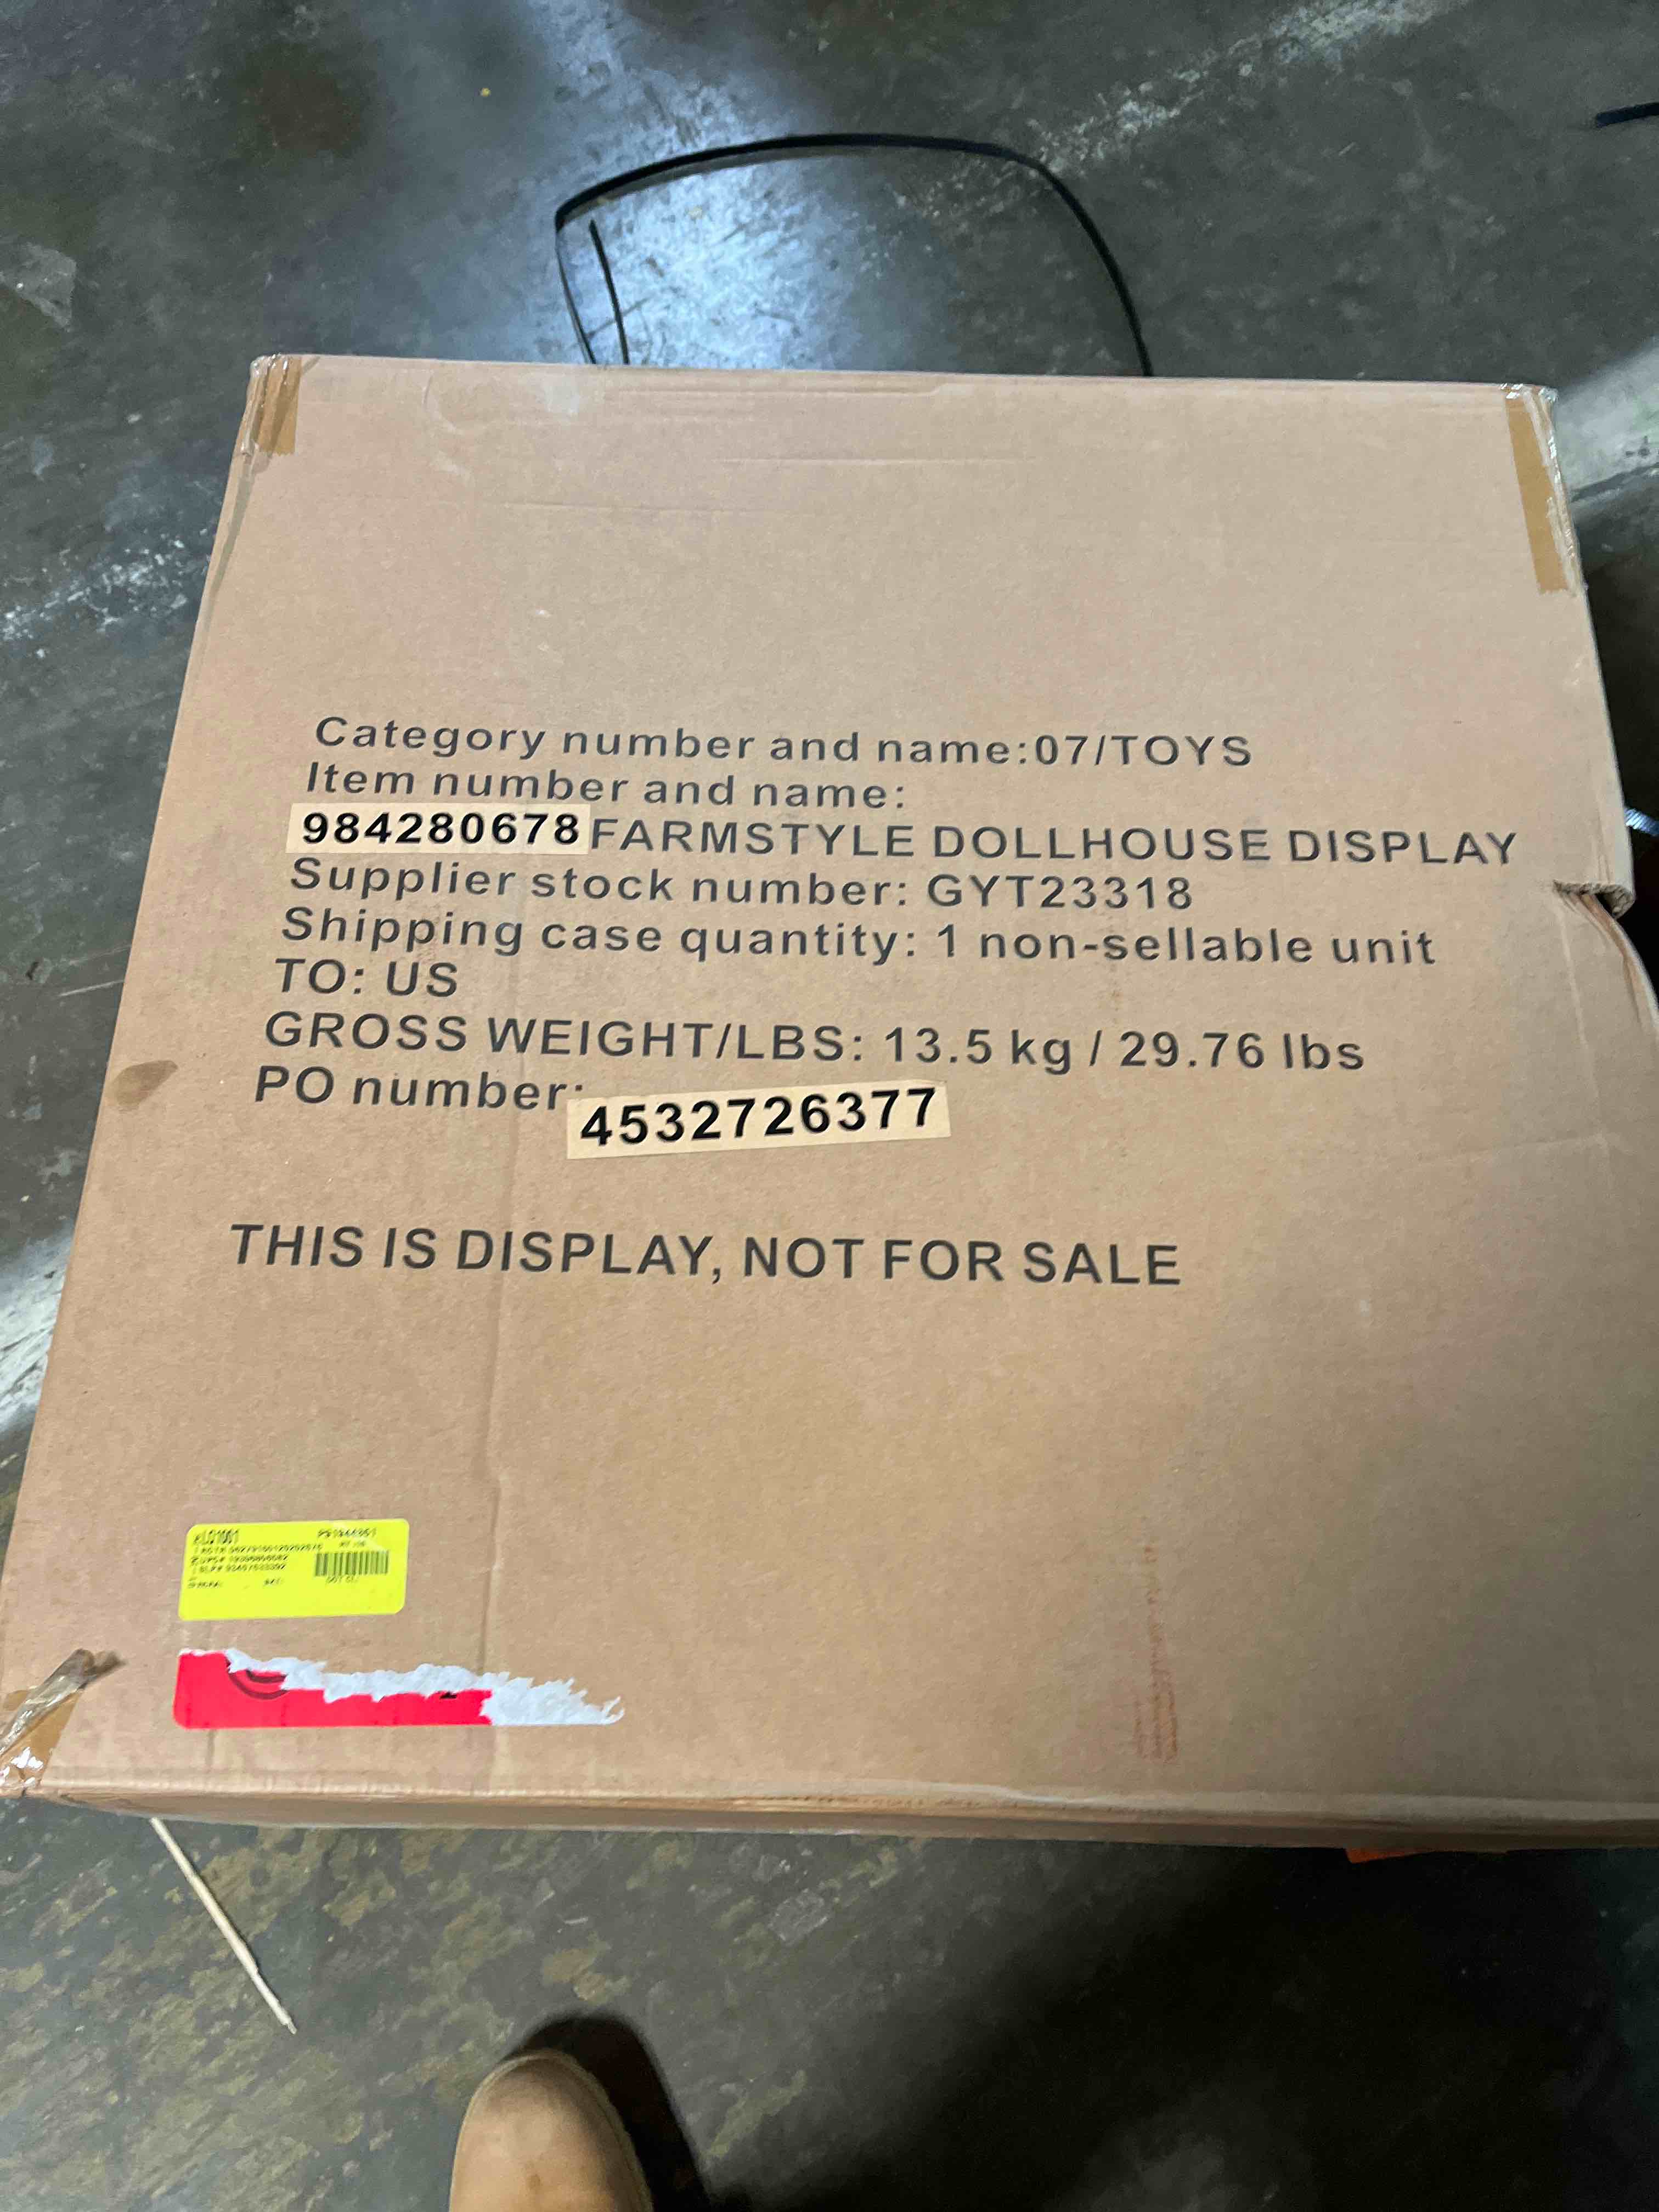 Category number and name:07/TOYS
Item number and name:
984280678 FARMSTYLE DOLLHOUSE DISPLAY
Supplier stock number: GYT23318
Shipping case quantity: 1 non-sellable unit
TO: US
GROSS WEIGHT/LBS: 13.5 kg / 29.76 lbs
PO number:
4532726377
THIS IS DISPLAY, NOT FOR SALE